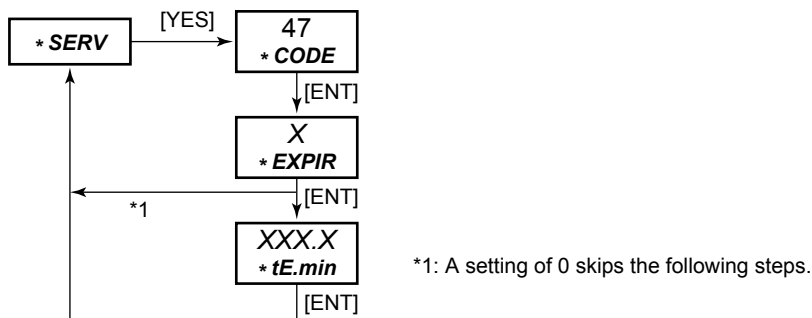 [YES]
* SERV
47
* CODE
[ENT]
X
* EXPIR
[ENT]
*1
XXX.X
* tE.min
*1: A setting of 0 skips the following steps.
[ENT]